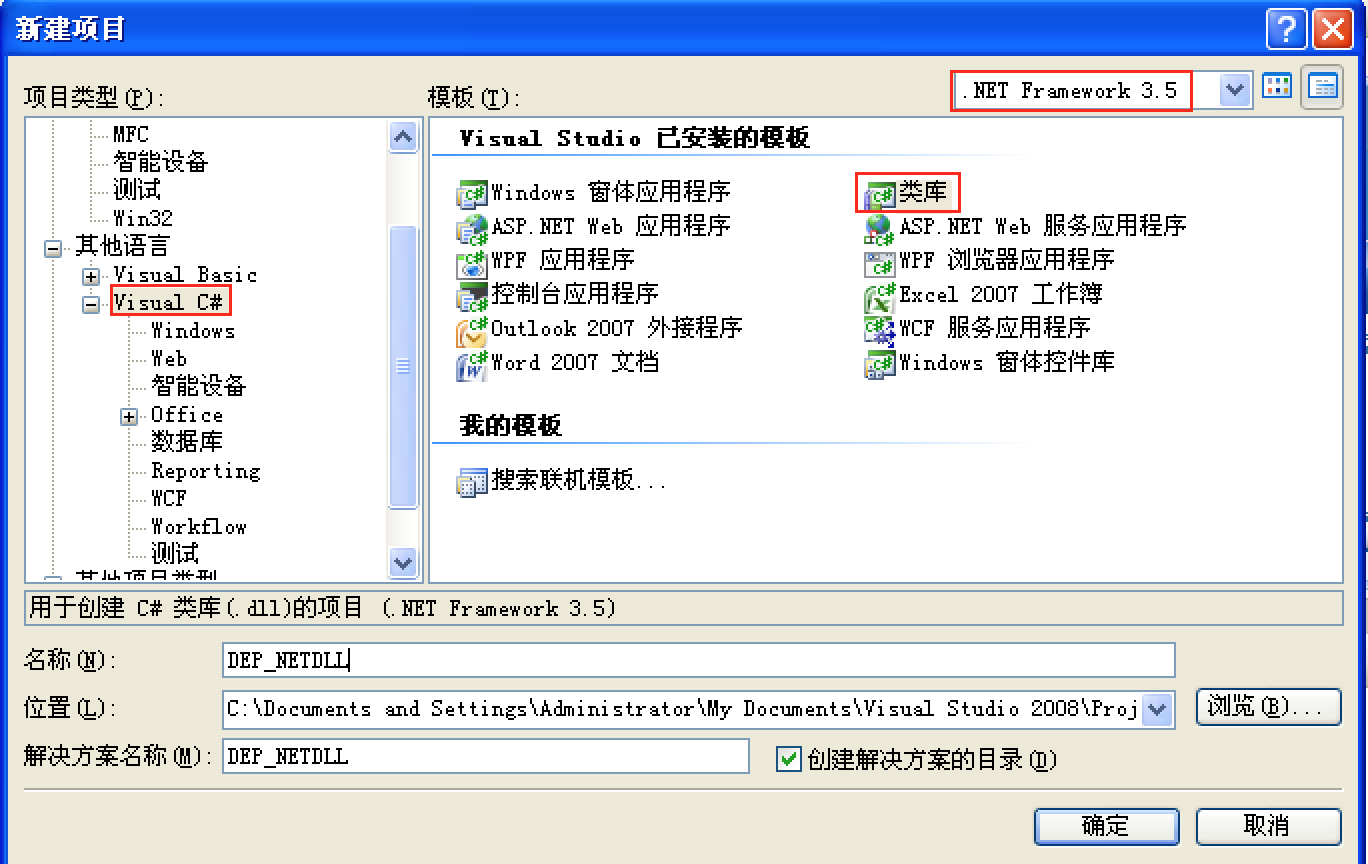 新建项目
项目类型(P):
模板(T):
.NET Framework 3.5
MFC
智能设备
测试
Win32
其他语言
Visual Basic
Visual C#
Windows
Web
智能设备
Office
数据库
Reporting
WCF
Workflow
测试
其他项目类型
Visual Studio 已安装的模板
Windows 窗体应用程序
类库
ASP.NET Web 应用程序
ASP.NET Web 服务应用程序
WPF 应用程序
WPF 浏览器应用程序
控制台应用程序
Excel 2007 工作簿
Outlook 2007 外接程序
WCF 服务应用程序
Word 2007 文档
Windows 窗体控件库
我的模板
搜索联机模板...
用于创建 C# 类库(.dll)的项目 (.NET Framework 3.5)
名称(N):
DEP_NETDLL
位置(L):
C:\Documents and Settings\Administrator\My Documents\Visual Studio 2008\Proj
浏览(B)...
解决方案名称(M):
DEP_NETDLL
创建解决方案的目录(D)
确定
取消